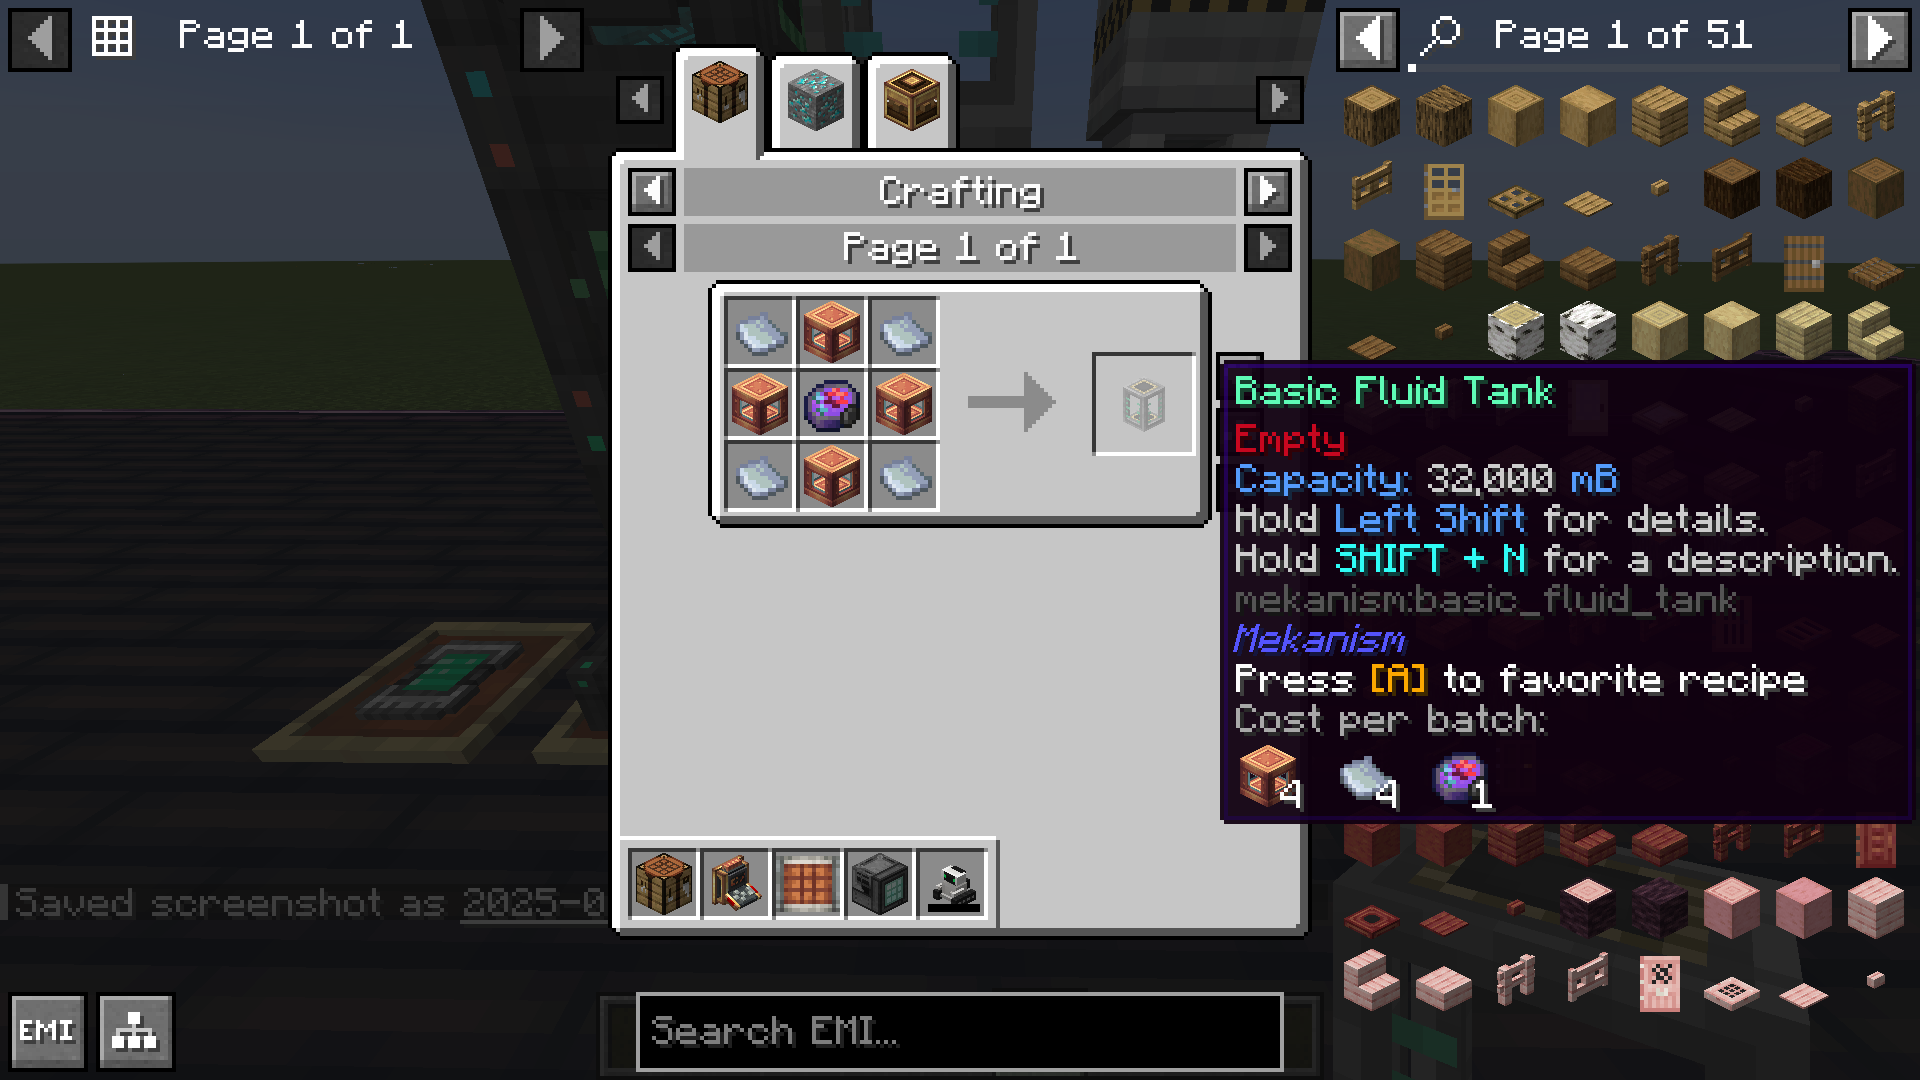 Page 1 of 1
Page 1 of 51
Crafting
Page 1 of 1
Basic Fluid Tank
Empty
Capacity: 32,000 mB
Hold Left Shift for details.
Hold SHIFT + N for a description.
mekanism:basic_fluid_tank
Mekanism
Press [A] to favorite recipe
Cost per batch:
4 4 1
Saved screenshot as 2025-0
EMI
Search EMI...